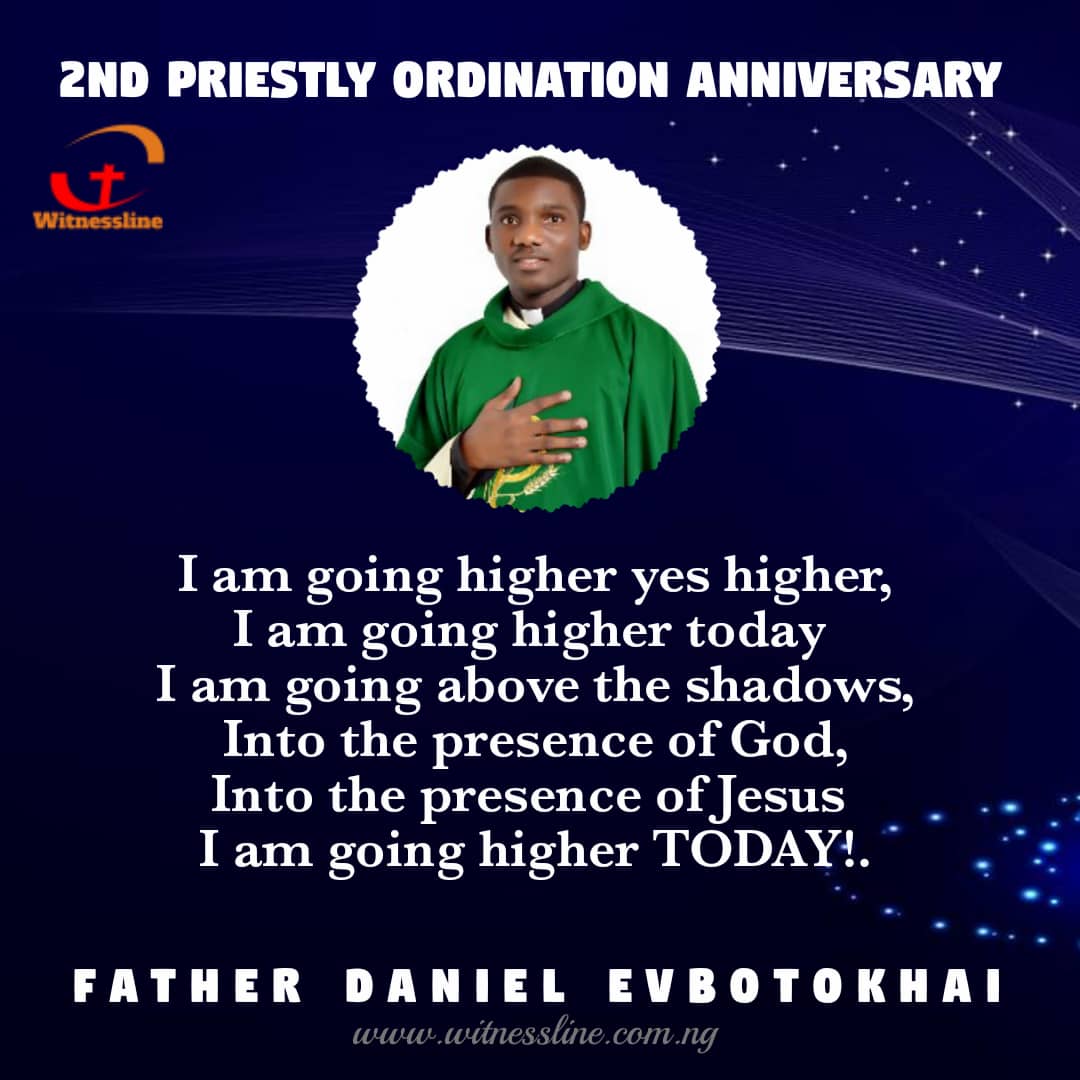 2ND PRIESTLY ORDINATION ANNIVERSARY
Witnessline
I am going higher yes higher,
I am going higher today
I am going above the shadows,
Into the presence of God,
Into the presence of Jesus
I am going higher TODAY!.
FATHER DANIEL EVBOTOKHAI
www.witnessline.com.ng